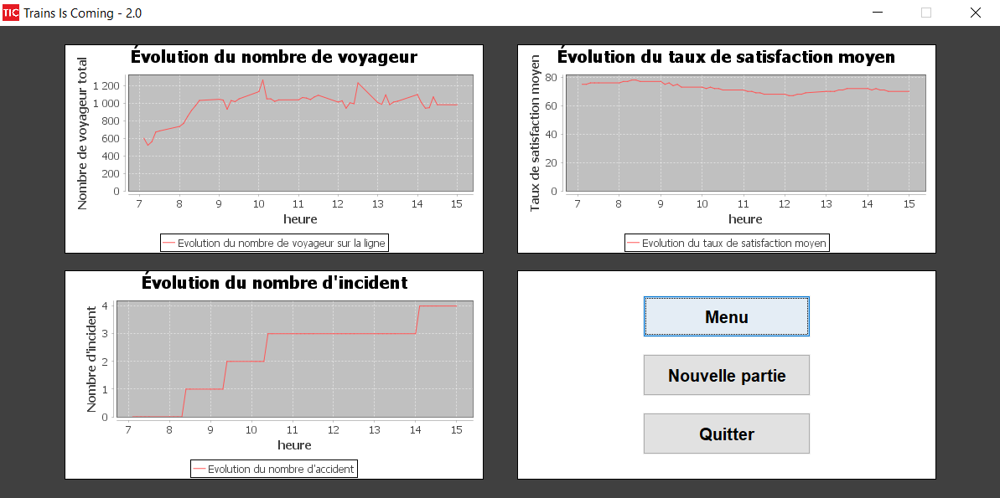 TIC Trains Is Coming - 2.0
Évolution du nombre de voyageur
Nombre de voyageur total
1 200
1 000
800
600
400
200
0
7 8 9 10 11 12 13 14 15
heure
Evolution du nombre de voyageur sur la ligne
Évolution du taux de satisfaction moyen
Taux de satisfaction moyen
80
60
40
20
0
7 8 9 10 11 12 13 14 15
heure
Evolution du taux de satisfaction moyen
Évolution du nombre d'incident
Nombre d'incident
4
3
2
1
0
7 8 9 10 11 12 13 14 15
heure
Evolution du nombre d'accident
Menu
Nouvelle partie
Quitter